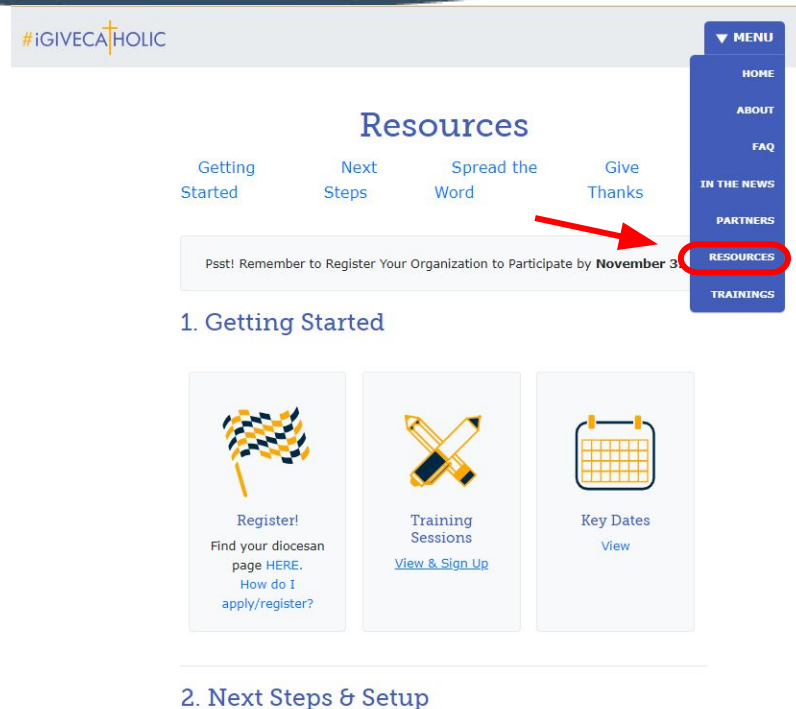 #iGIVECATHOLIC
▼ MENU
HOME
ABOUT
FAQ
IN THE NEWS
PARTNERS
RESOURCES
TRAININGS
Resources
Getting Started
Next Steps
Spread the Word
Give Thanks
Psst! Remember to Register Your Organization to Participate by November
1. Getting Started
Register!
Find your diocesan
page HERE.
How do I
apply/register?
Training
Sessions
View & Sign Up
Key Dates
View
2. Next Steps & Setup